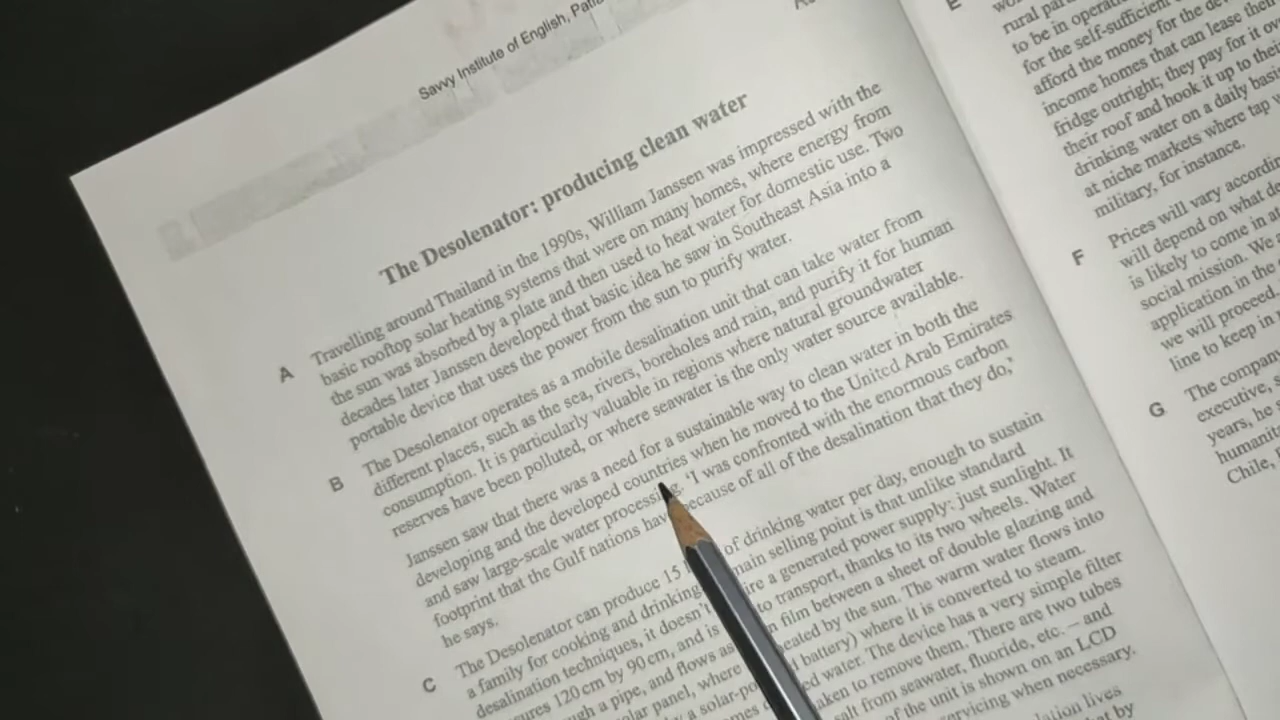 Savvy Institute of English,
The Desolenator: producing clean water
A
Travelling around Thailand in the 1990s, William Janssen was impressed with the
basic rooftop solar heating systems that were on many homes, where energy from
the sun was absorbed by a plate and then used to heat water for domestic use. Two
decades later Janssen developed that basic idea he saw in Southeast Asia into a
portable device that uses the power from the sun to purify water.
B
The Desolenator operates as a mobile desalination unit that can take water from
different places, such as the sea, rivers, boreholes and rain, and purify it for human
consumption. It is particularly valuable in regions where natural groundwater
reserves have been polluted, or where seawater is the only water source available.
Janssen saw that there was a need for a sustainable way to clean water in both the
developing and the developed countries when he moved to the United Arab Emirates
and saw large-scale water processing. 'I was confronted with the enormous carbon
footprint that the Gulf nations have because of all of the desalination that they do,'
he says.
C
The Desolenator can produce 15 of drinking water per day, enough to sustain
a family for cooking and drinking. main selling point is that unlike standard
desalination techniques, it doesn't a generated power supply: just sunlight. It
120 cm by 90 cm, and is to transport, thanks to its two wheels. Water
a pipe, and flows as film between a sheet of double glazing and
panel, where by the sun. The warm water flows into
a battery) where it is converted to steam.
water. The device has a very simple filter
to remove them. There are two tubes
salt from seawater, fluoride, etc. – and
of the unit is shown on an LCD
servicing when necessary.
lives
by
E
rural
to be in
for the self-sufficient
afford the money for the
income homes that can lease their
fridge outright; they pay for it
their roof and hook it up to their
drinking water on a daily
at niche markets where tap
military, for instance.
F
Prices will vary
will depend on what
is likely to come in at
social mission. We
application in the
we will proceed
line to keep in
G
The
executive,
years, he
Chile,